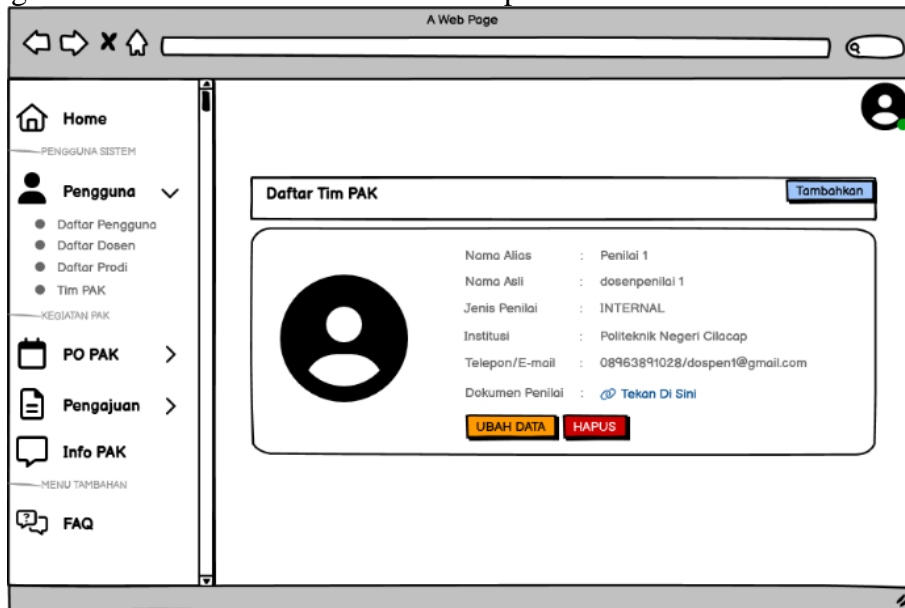 A Web Page
Home
PENGGUNA SISTEM
Pengguna
Daftar Pengguna
Daftar Dosen
Daftar Prodi
Tim PAK
KEGIATAN PAK
PO PAK
Pengajuan
Info PAK
MENU TAMBAHAN
FAQ
Daftar Tim PAK
Tambahkan
Nama Alias : Penilai 1
Nama Asli : dosenpenilai 1
Jenis Penilai : INTERNAL
Institusi : Politeknik Negeri Cilacap
Telepon/E-mail : 08963891028/dospen1@gmail.com
Dokumen Penilai : Tekan Di Sini
UBAH DATA HAPUS